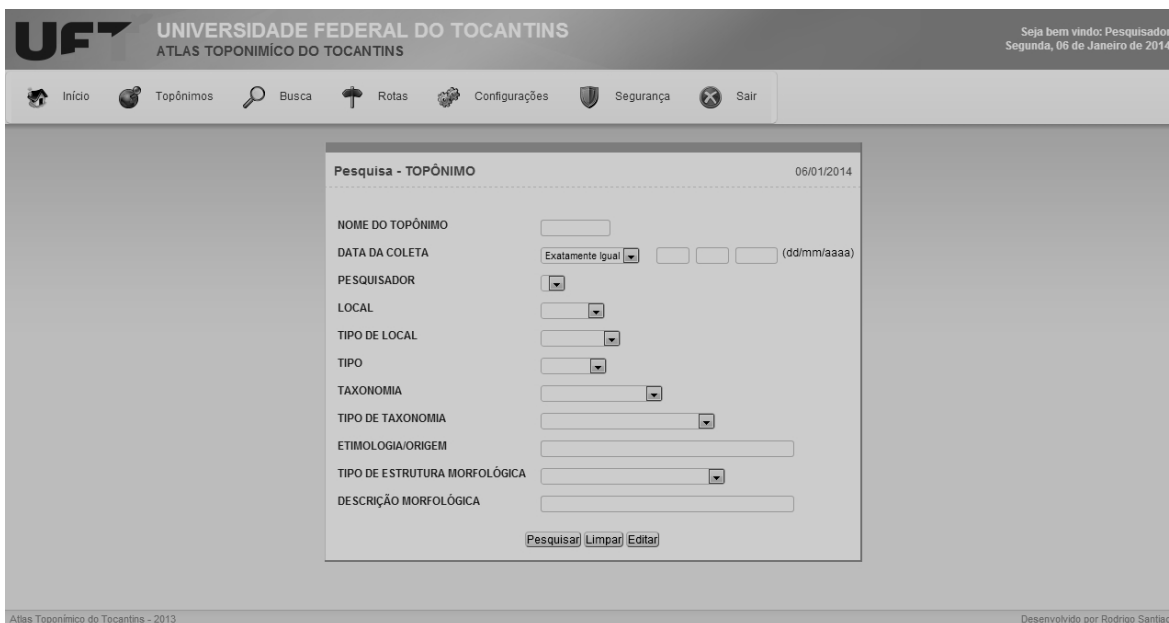 UFT
UNIVERSIDADE FEDERAL DO TOCANTINS
ATLAS TOPONIMÍCO DO TOCANTINS
Seja bem vindo: Pesquisador
Segunda, 06 de Janeiro de 2014
Início Topônimos Busca Rotas Configurações Segurança Sair
Pesquisa - TOPÔNIMO 06/01/2014
NOME DO TOPÔNIMO
DATA DA COLETA Exatamente Igual (dd/mm/aaaa)
PESQUISADOR
LOCAL
TIPO DE LOCAL
TIPO
TAXONOMIA
TIPO DE TAXONOMIA
ETIMOLOGIA/ORIGEM
TIPO DE ESTRUTURA MORFOLÓGICA
DESCRIÇÃO MORFOLÓGICA
Pesquisar Limpar Editar
Atlas Toponímico do Tocantins - 2013 Desenvolvido por Rodrigo Santiag